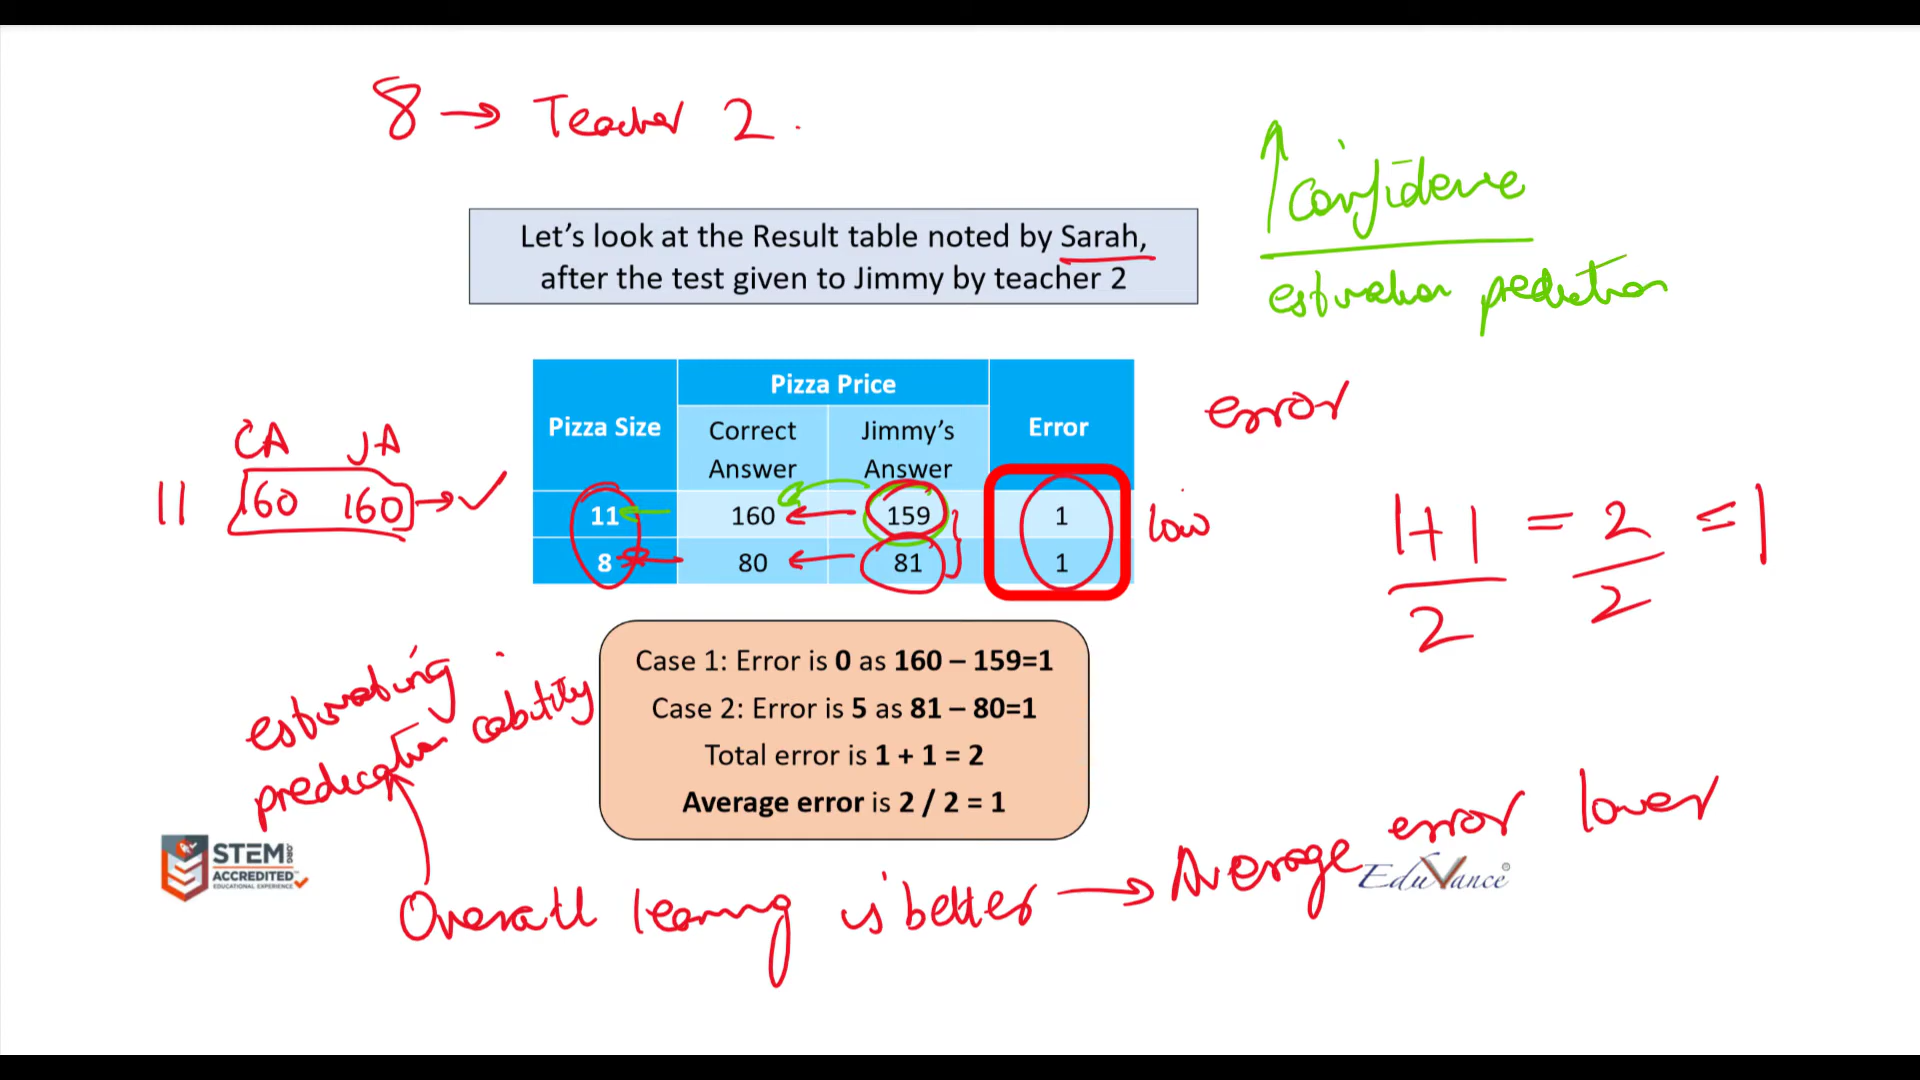 8 → Teacher 2.
↑ confidence
estimation prediction
Let's look at the Result table noted by Sarah,
after the test given to Jimmy by teacher 2
Pizza Size
Pizza Price
Error
Correct Answer
Jimmy's Answer
11 160 159 1
8 80 81 1
error
low
CA JA
11 160 160 → ✓
1+1 = 2 = 1
2 2
Case 1: Error is 0 as 160 – 159=1
Case 2: Error is 5 as 81 – 80=1
Total error is 1 + 1 = 2
Average error is 2 / 2 = 1
estimating
prediction ability
Overall learning is better → Average error lower
STEM.ORG
ACCREDITED™
EDUCATIONAL EXPERIENCE
EduVance®